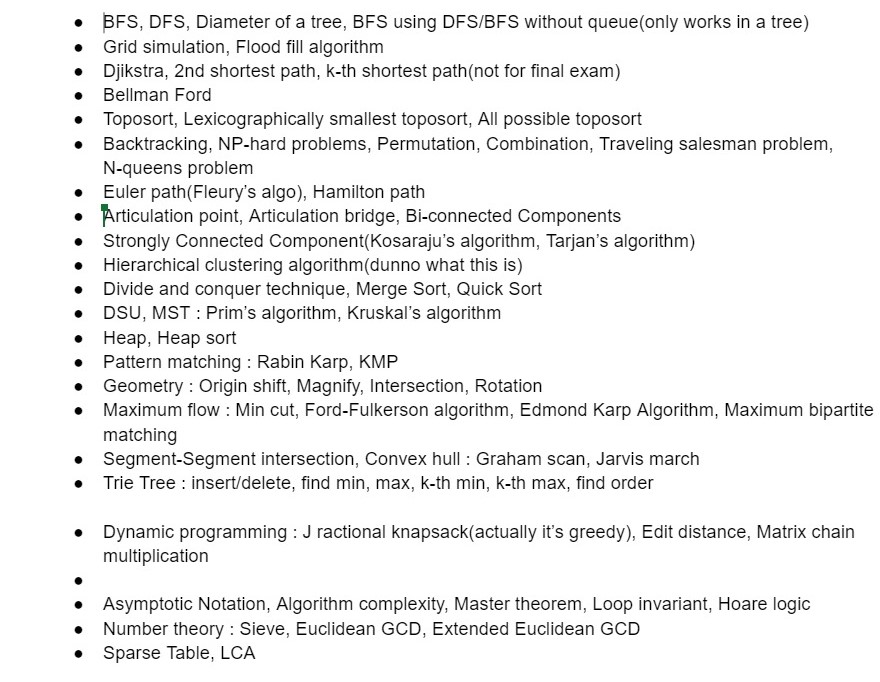 • BFS, DFS, Diameter of a tree, BFS using DFS/BFS without queue(only works in a tree)
• Grid simulation, Flood fill algorithm
• Djikstra, 2nd shortest path, k-th shortest path(not for final exam)
• Bellman Ford
• Toposort, Lexicographically smallest toposort, All possible toposort
• Backtracking, NP-hard problems, Permutation, Combination, Traveling salesman problem,
N-queens problem
• Euler path(Fleury's algo), Hamilton path
• Articulation point, Articulation bridge, Bi-connected Components
• Strongly Connected Component(Kosaraju's algorithm, Tarjan's algorithm)
• Hierarchical clustering algorithm(dunno what this is)
• Divide and conquer technique, Merge Sort, Quick Sort
• DSU, MST : Prim's algorithm, Kruskal's algorithm
• Heap, Heap sort
• Pattern matching : Rabin Karp, KMP
• Geometry : Origin shift, Magnify, Intersection, Rotation
• Maximum flow : Min cut, Ford-Fulkerson algorithm, Edmond Karp Algorithm, Maximum bipartite
matching
• Segment-Segment intersection, Convex hull : Graham scan, Jarvis march
• Trie Tree : insert/delete, find min, max, k-th min, k-th max, find order
• Dynamic programming : J ractional knapsack(actually it's greedy), Edit distance, Matrix chain
multiplication
•
• Asymptotic Notation, Algorithm complexity, Master theorem, Loop invariant, Hoare logic
• Number theory : Sieve, Euclidean GCD, Extended Euclidean GCD
• Sparse Table, LCA